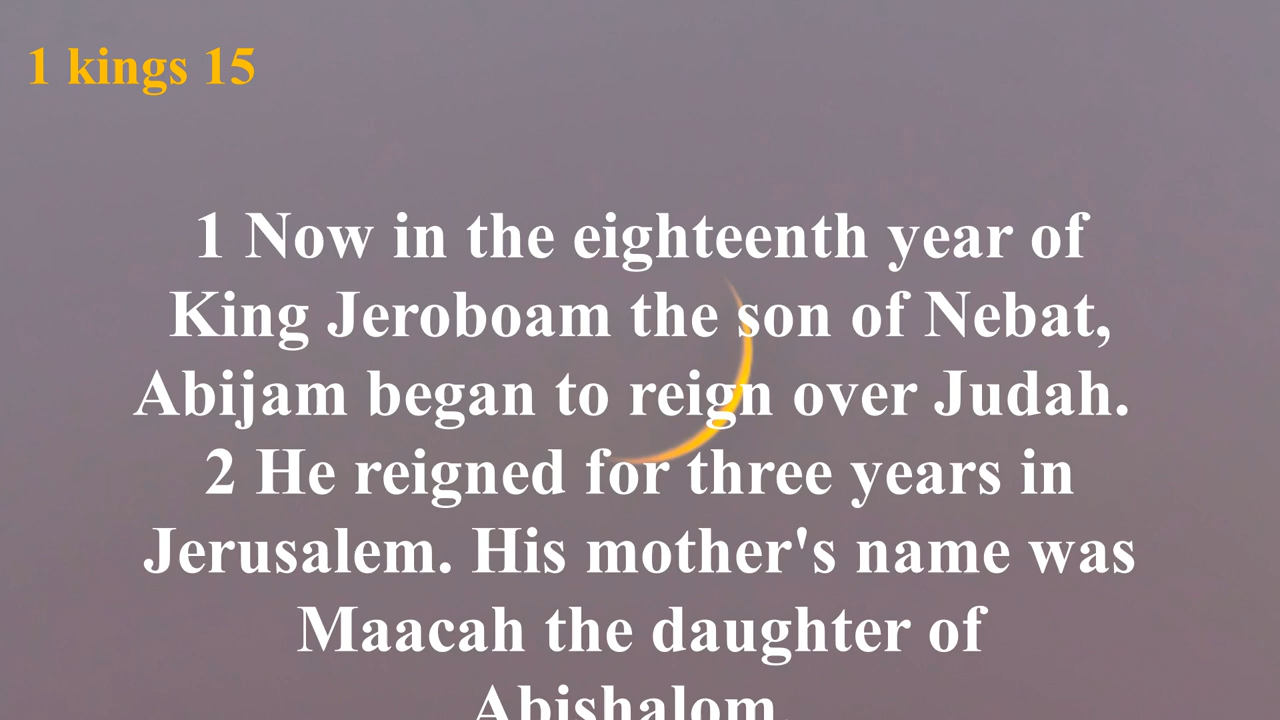 1 kings 15
1 Now in the eighteenth year of
King Jeroboam the son of Nebat,
Abijam began to reign over Judah.
2 He reigned for three years in
Jerusalem. His mother's name was
Maacah the daughter of
Abishalom.